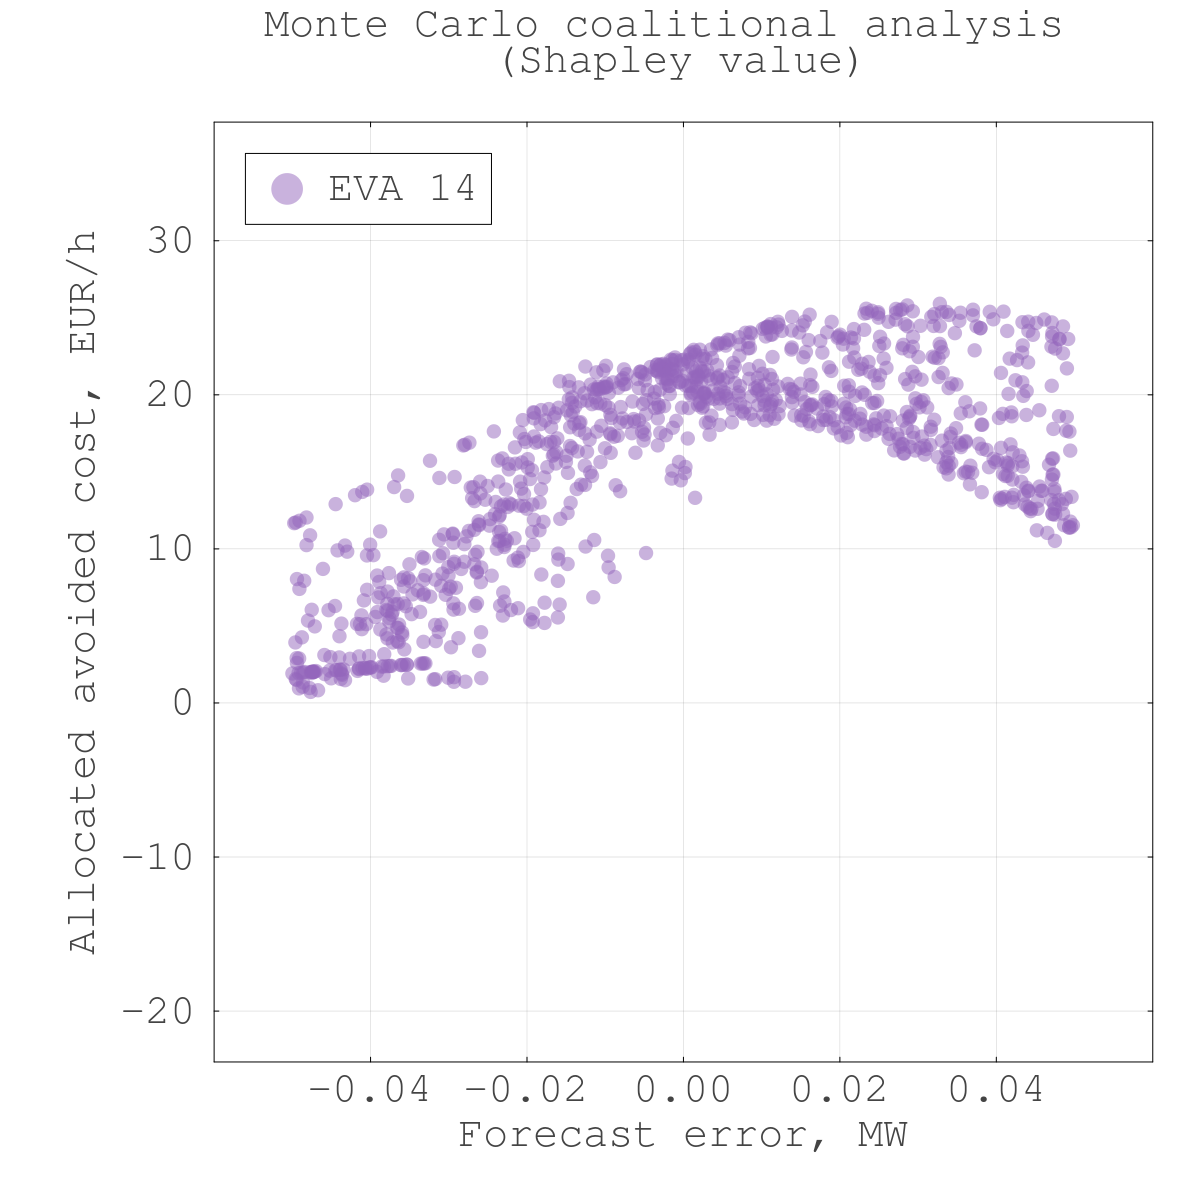 Monte Carlo coalitional analysis
(Shapley value)
EVA 14
Allocated avoided cost, EUR/h
30
20
10
0
−10
−20
−0.04
−0.02
0.00
0.02
0.04
Forecast error, MW